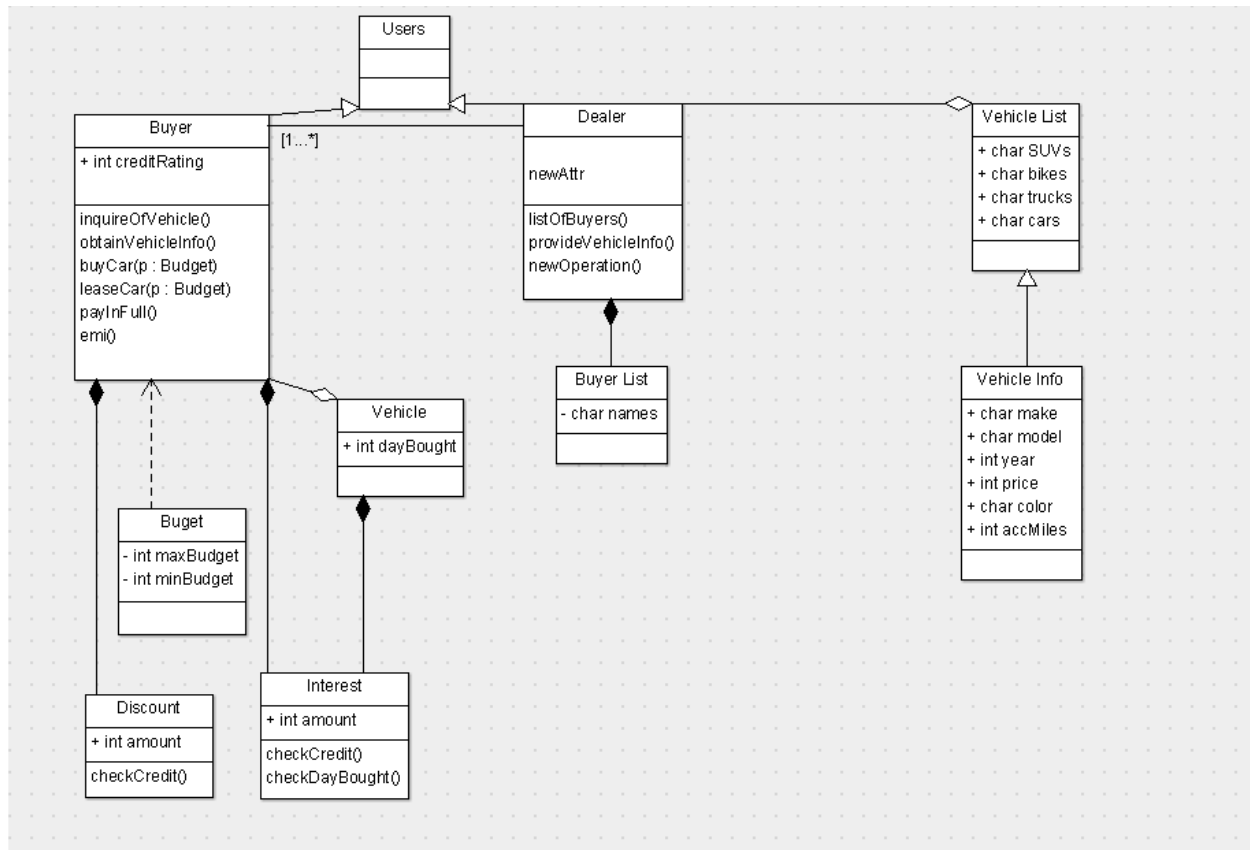 Users
Buyer
+ int creditRating
inquireOfVehicle()
obtainVehicleInfo()
buyCar(p : Budget)
leaseCar(p : Budget)
payInFull()
emi()
[1...*]
Dealer
newAttr
listOfBuyers()
provideVehicleInfo()
newOperation()
Vehicle List
+ char SUVs
+ char bikes
+ char trucks
+ char cars
Buyer List
- char names
Vehicle Info
+ char make
+ char model
+ int year
+ int price
+ char color
+ int accMiles
Vehicle
+ int dayBought
Buget
- int maxBudget
- int minBudget
Discount
+ int amount
checkCredit()
Interest
+ int amount
checkCredit()
checkDayBought()